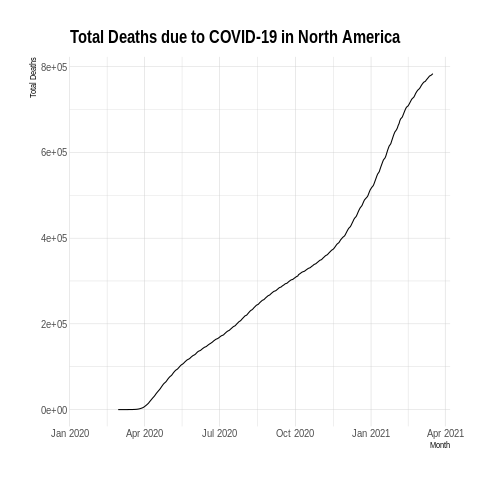 Total Deaths due to COVID-19 in North America
Total Deaths
8e+05
6e+05
4e+05
2e+05
0e+00
Jan 2020 Apr 2020 Jul 2020 Oct 2020 Jan 2021 Apr 2021
Month